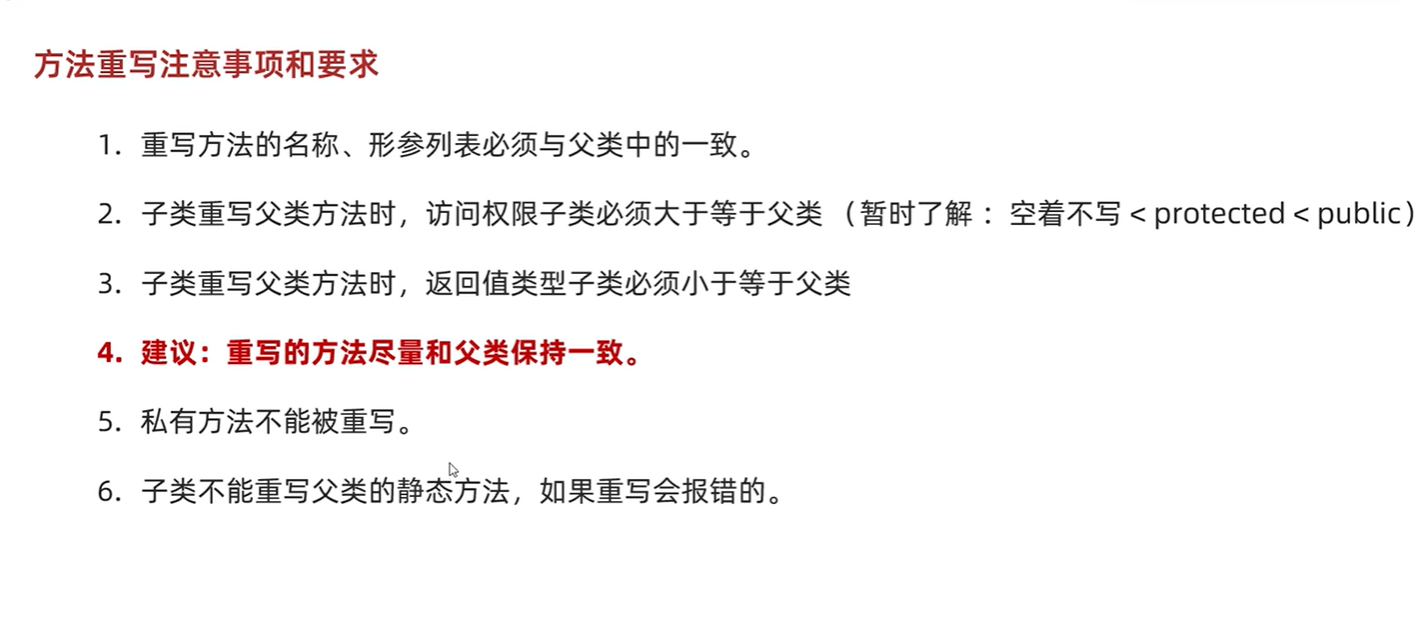 方法重写注意事项和要求
1. 重写方法的名称、形参列表必须与父类中的一致。
2. 子类重写父类方法时，访问权限子类必须大于等于父类（暂时了解：空着不写 < protected < public）
3. 子类重写父类方法时，返回值类型子类必须小于等于父类
4. 建议：重写的方法尽量和父类保持一致。
5. 私有方法不能被重写。
6. 子类不能重写父类的静态方法，如果重写会报错的。